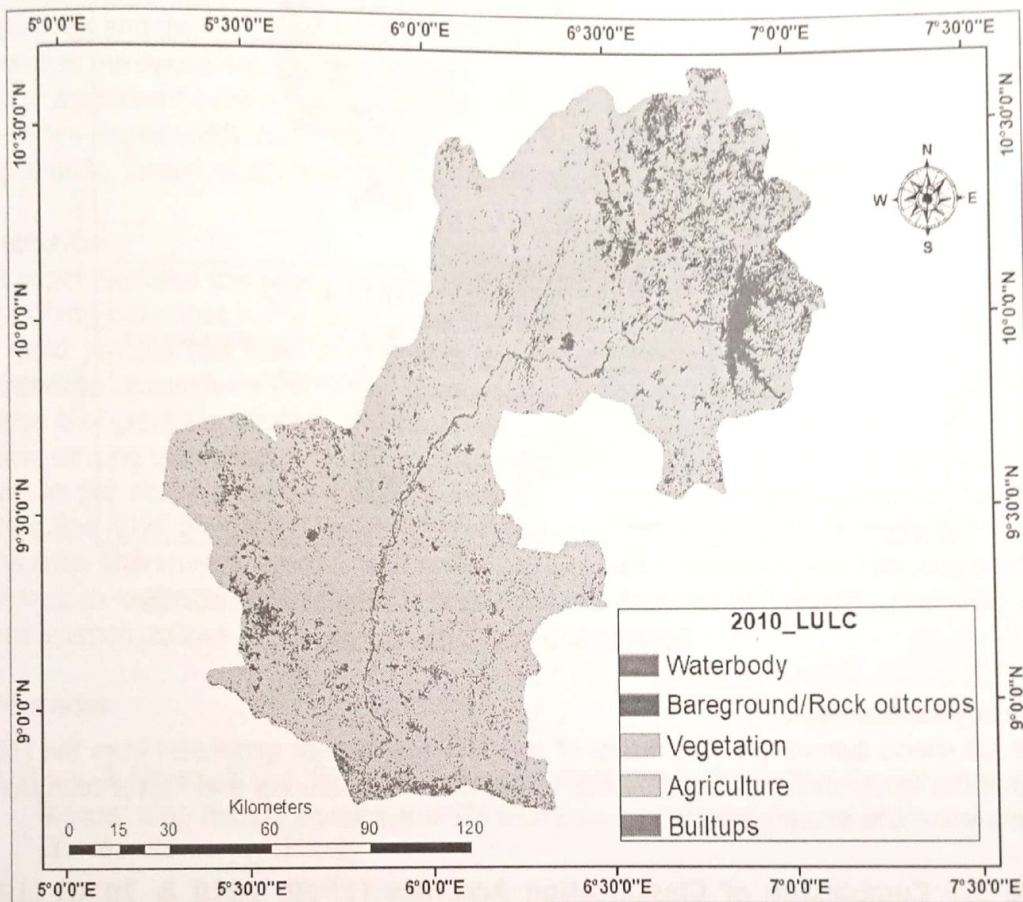 5°0'0"E 5°30'0"E 6°0'0"E 6°30'0"E 7°0'0"E 7°30'0"E
10°30'0"N 10°30'0"N
N
W E
S
10°0'0"N 10°0'0"N
9°30'0"N 9°30'0"N
9°0'0"N 9°0'0"N
2010_LULC
Waterbody
Bareground/Rock outcrops
Vegetation
Agriculture
Builtups
Kilometers
0 15 30 60 90 120
5°0'0"E 5°30'0"E 6°0'0"E 6°30'0"E 7°0'0"E 7°30'0"E